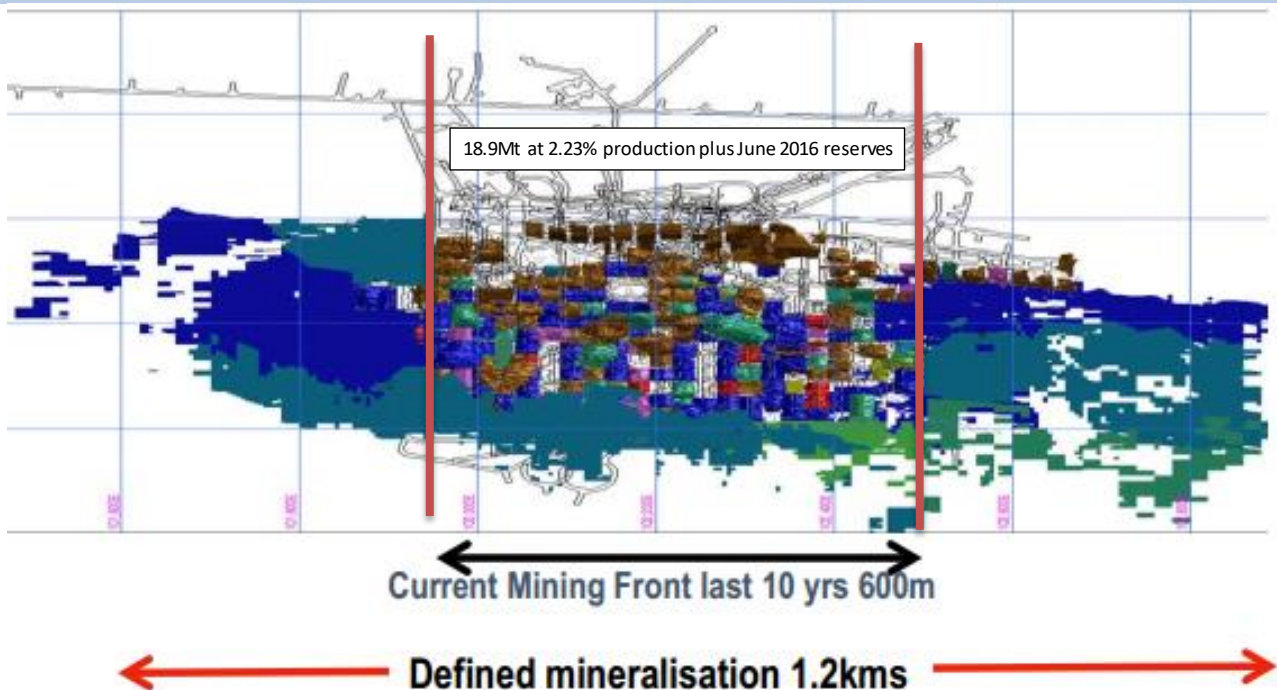 18.9Mt at 2.23% production plus June 2016 reserves
Current Mining Front last 10 yrs 600m
Defined mineralisation 1.2kms